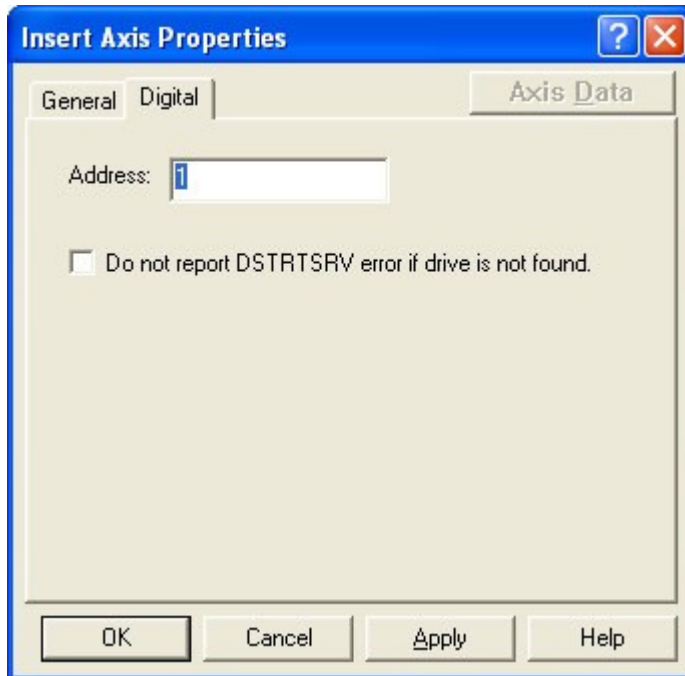 Insert Axis Properties
General Digital Axis Data
Address: 1
Do not report DSTRTSRV error if drive is not found.
OK Cancel Apply Help